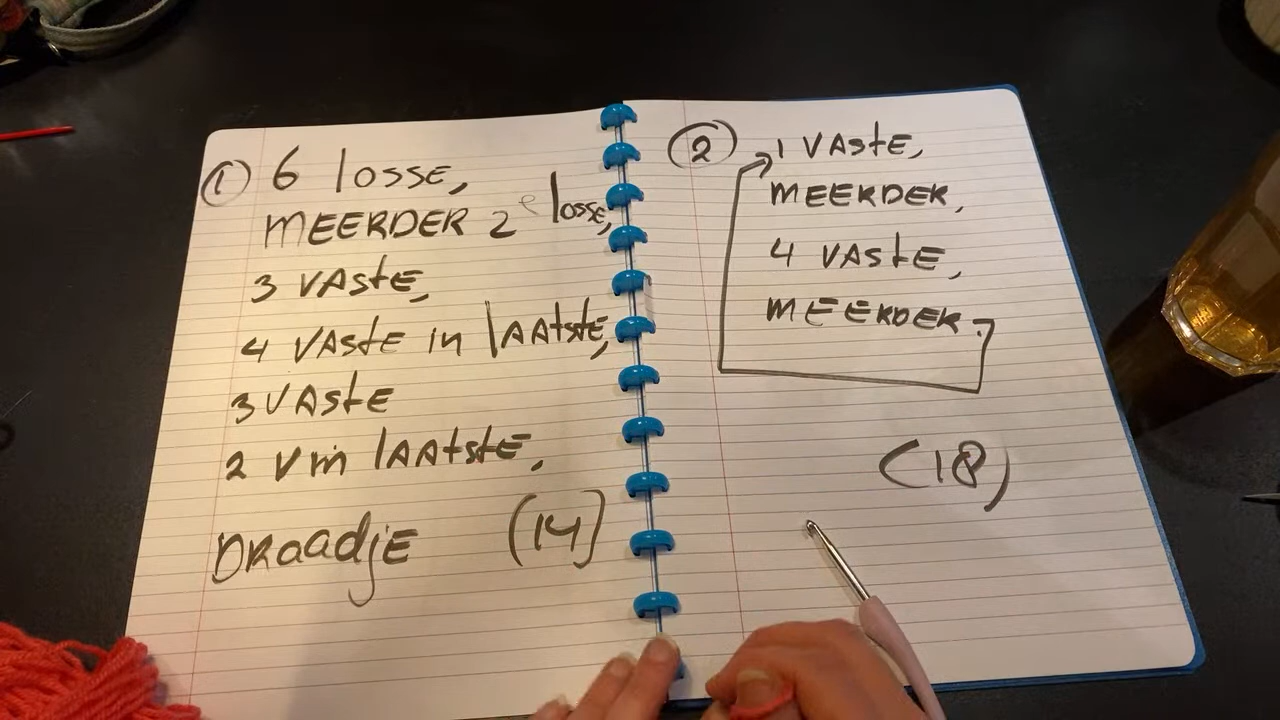 ① 6 losse,
MEERDER 2e losse,
3 VASTE,
4 VASTE in lAAtstE,
3 VASTE
2 V in lAAtstE,
DRaadjE (14)
② 1 VASTE,
MEERDER,
4 VASTE,
MEERDER,
(18)